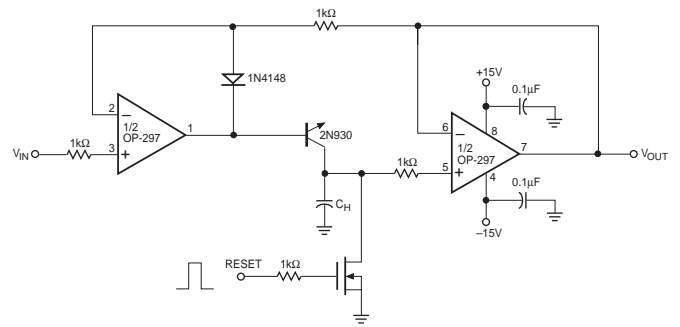 1kΩ
1N4148
+15V
0.1μF
2
−
1/2
OP-297
+
3
1
VIN
1kΩ
2N930
6
−
1/2
OP-297
+
5
8
7
4
VOUT
1kΩ
CH
0.1μF
–15V
RESET
1kΩ